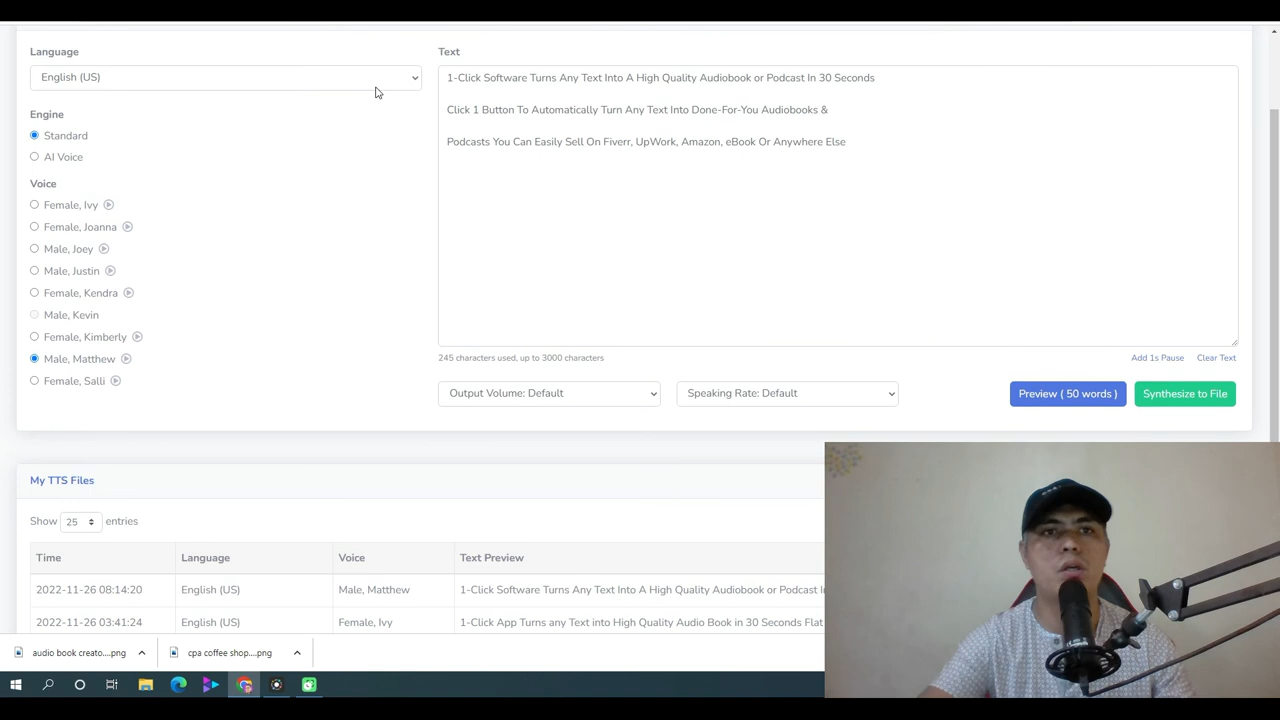 Language
Text
English (US)
1-Click Software Turns Any Text Into A High Quality Audiobook or Podcast In 30 Seconds
Click 1 Button To Automatically Turn Any Text Into Done-For-You Audiobooks &
Podcasts You Can Easily Sell On Fiverr, UpWork, Amazon, eBook Or Anywhere Else
Engine
Standard
AI Voice
Voice
Female, Ivy
Female, Joanna
Male, Joey
Male, Justin
Female, Kendra
Male, Kevin
Female, Kimberly
Male, Matthew
Female, Salli
245 characters used, up to 3000 characters
Add 1s Pause
Clear Text
Output Volume: Default
Speaking Rate: Default
Preview ( 50 words )
Synthesize to File
My TTS Files
Show 25 entries
Time Language Voice Text Preview
2022-11-26 08:14:20 English (US) Male, Matthew 1-Click Software Turns Any Text Into A High Quality Audiobook or Podcast In
2022-11-26 03:41:24 English (US) Female, Ivy 1-Click App Turns any Text into High Quality Audio Book in 30 Seconds Flat
audio book creato....png
cpa coffee shop....png